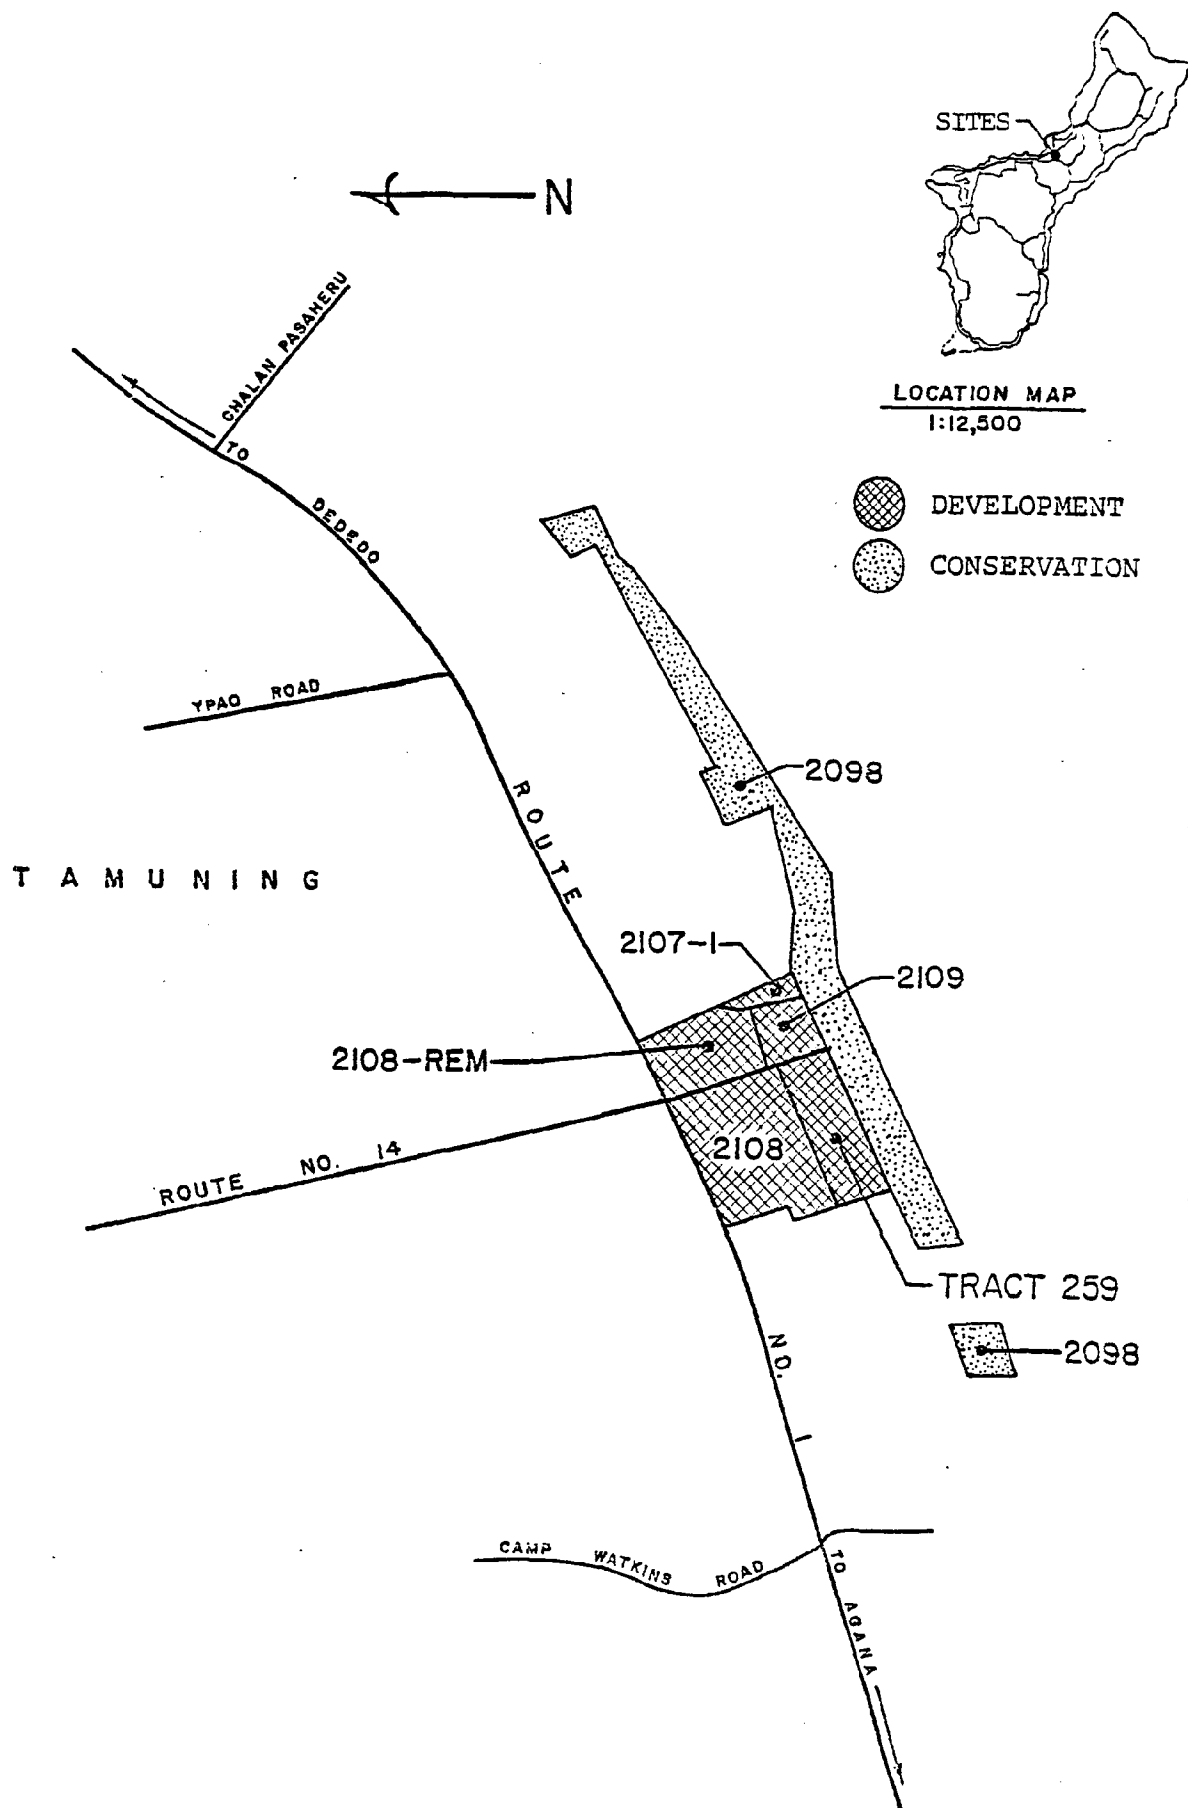 SITES
N
LOCATION MAP
1:12,500
DEVELOPMENT
CONSERVATION
CHALAN PASAHERU
TO DEDEDO
YPAO ROAD
ROUTE NO. 1
TAMUNING
2098
2107-1
2109
2108-REM
2108
ROUTE NO. 14
TRACT 259
2098
CAMP WATKINS ROAD
TO AGANA